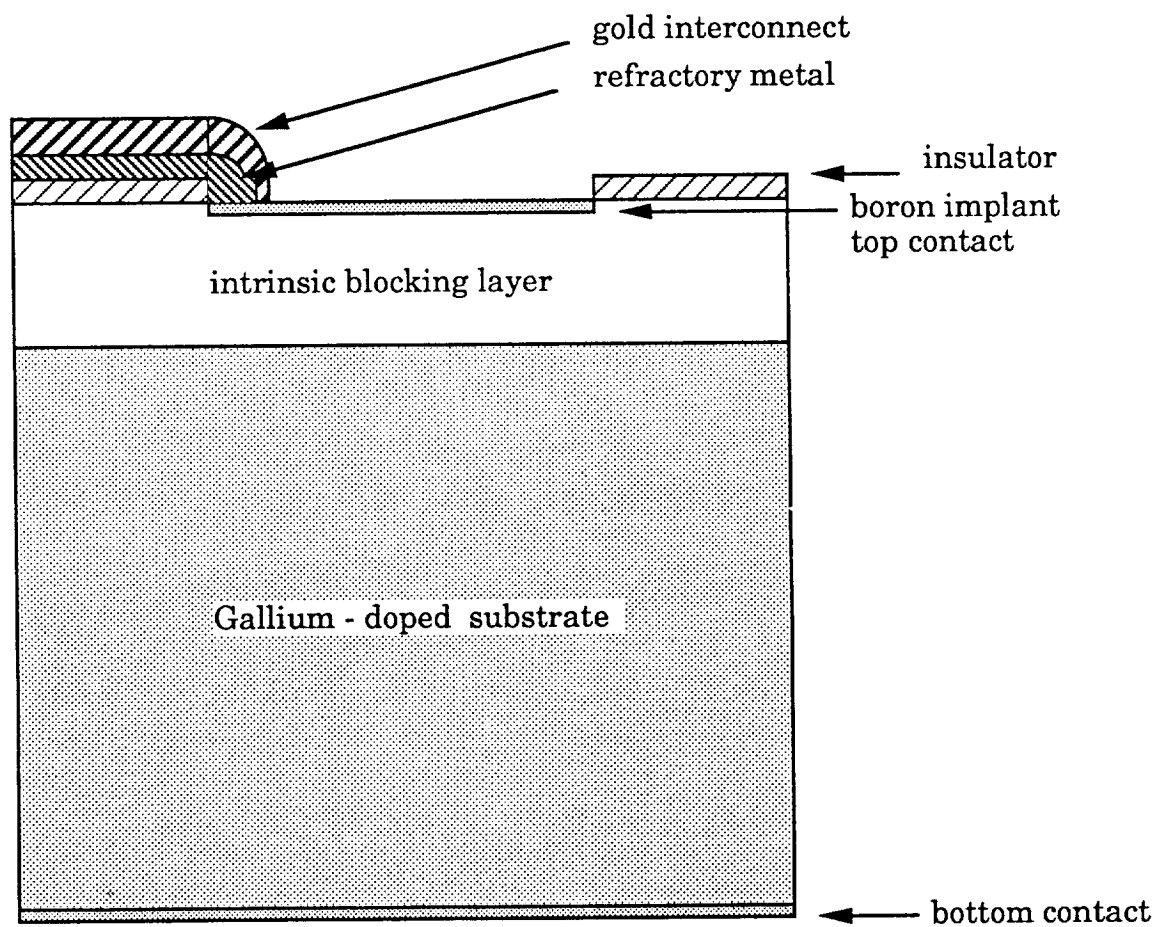 gold interconnect
refractory metal
insulator
boron implant
top contact
intrinsic blocking layer
Gallium - doped substrate
bottom contact